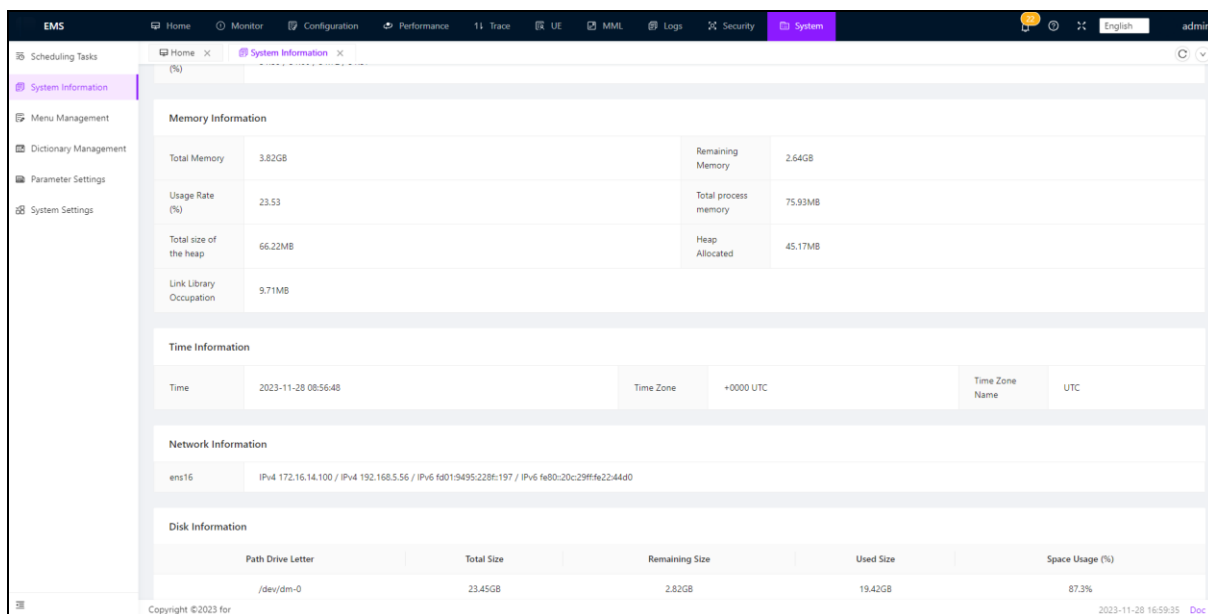 EMS Home Monitor Configuration Performance Trace UE MML Logs Security System 22 English admin
Scheduling Tasks
System Information
Menu Management
Dictionary Management
Parameter Settings
System Settings
Home System Information
(%)
Memory Information
Total Memory 3.82GB Remaining Memory 2.64GB
Usage Rate (%) 23.53 Total process memory 75.93MB
Total size of the heap 66.22MB Heap Allocated 45.17MB
Link Library Occupation 9.71MB
Time Information
Time 2023-11-28 08:56:48 Time Zone +0000 UTC Time Zone Name UTC
Network Information
ens16 IPv4 172.16.14.100 / IPv4 192.168.5.56 / IPv6 fd01:9495:228f::197 / IPv6 fe80::20c:29ff:fe22:44d0
Disk Information
Path Drive Letter Total Size Remaining Size Used Size Space Usage (%)
/dev/dm-0 23.45GB 2.82GB 19.42GB 87.3%
Copyright ©2023 for 2023-11-28 16:59:35 Doc